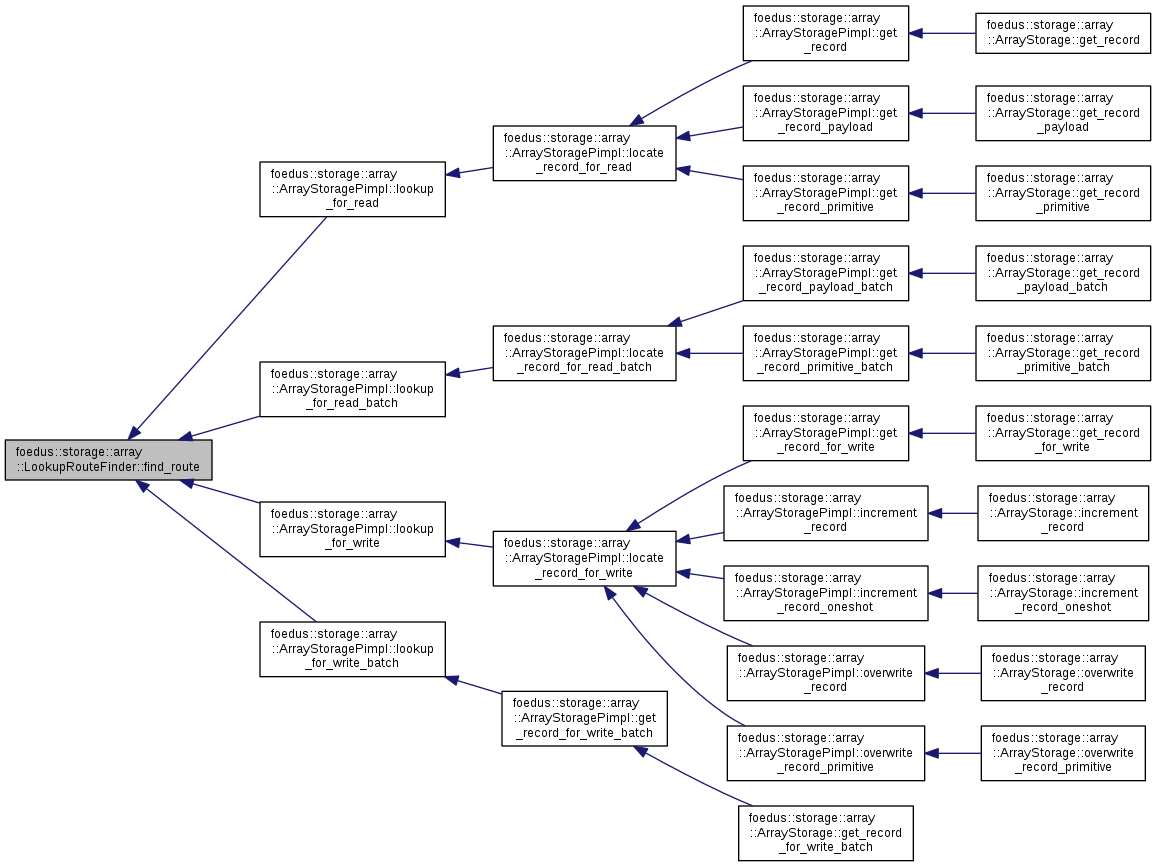 foedus::storage::array
::LookupRouteFinder::find_route
foedus::storage::array
::ArrayStoragePimpl::lookup
_for_read
foedus::storage::array
::ArrayStoragePimpl::locate
_record_for_read
foedus::storage::array
::ArrayStoragePimpl::get
_record
foedus::storage::array
::ArrayStorage::get_record
foedus::storage::array
::ArrayStoragePimpl::get
_record_payload
foedus::storage::array
::ArrayStorage::get_record
_payload
foedus::storage::array
::ArrayStoragePimpl::get
_record_primitive
foedus::storage::array
::ArrayStorage::get_record
_primitive
foedus::storage::array
::ArrayStoragePimpl::lookup
_for_read_batch
foedus::storage::array
::ArrayStoragePimpl::locate
_record_for_read_batch
foedus::storage::array
::ArrayStoragePimpl::get
_record_payload_batch
foedus::storage::array
::ArrayStorage::get_record
_payload_batch
foedus::storage::array
::ArrayStoragePimpl::get
_record_primitive_batch
foedus::storage::array
::ArrayStorage::get_record
_primitive_batch
foedus::storage::array
::ArrayStoragePimpl::lookup
_for_write
foedus::storage::array
::ArrayStoragePimpl::locate
_record_for_write
foedus::storage::array
::ArrayStoragePimpl::get
_record_for_write
foedus::storage::array
::ArrayStorage::get_record
_for_write
foedus::storage::array
::ArrayStoragePimpl::increment
_record
foedus::storage::array
::ArrayStorage::increment
_record
foedus::storage::array
::ArrayStoragePimpl::increment
_record_oneshot
foedus::storage::array
::ArrayStorage::increment
_record_oneshot
foedus::storage::array
::ArrayStoragePimpl::overwrite
_record
foedus::storage::array
::ArrayStorage::overwrite
_record
foedus::storage::array
::ArrayStoragePimpl::overwrite
_record_primitive
foedus::storage::array
::ArrayStorage::overwrite
_record_primitive
foedus::storage::array
::ArrayStoragePimpl::lookup
_for_write_batch
foedus::storage::array
::ArrayStoragePimpl::get
_record_for_write_batch
foedus::storage::array
::ArrayStorage::get_record
_for_write_batch